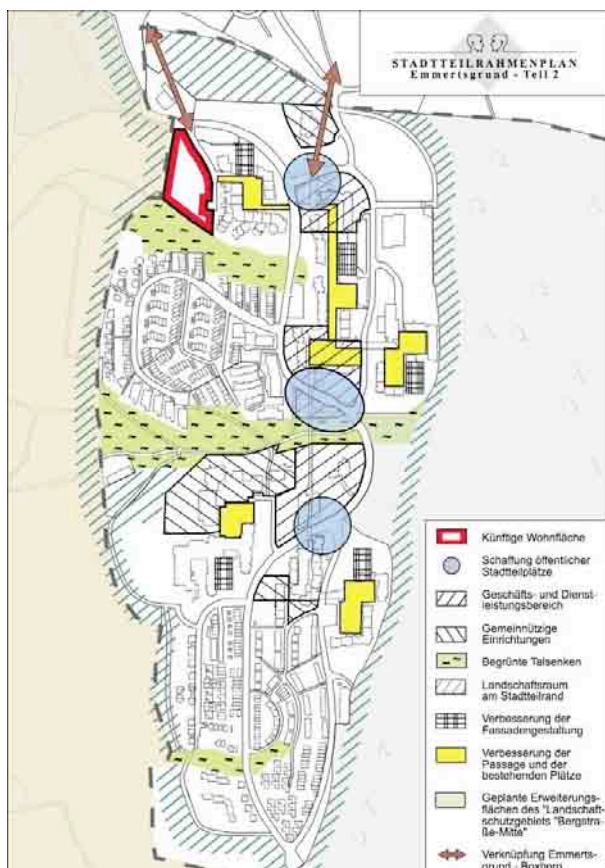 STADTTEILRAHMENPLAN
Emmertsgrund - Teil 2
Künftige Wohnfläche
Schaffung öffentlicher
Stadtteilplätze
Geschäfts- und Dienst-
leistungsbereich
Gemeinnützige
Einrichtungen
Begrünte Talsenken
Landschaftsraum
am Stadtteilrand
Verbesserung der
Fassadengestaltung
Verbesserung der
Passage und der
bestehenden Plätze
Geplante Erweiterungs-
flächen des "Landschaft-
schutzgebiets "Bergstra-
ße-Mitte"
Verknüpfung Emmerts-
grund - Boxberg